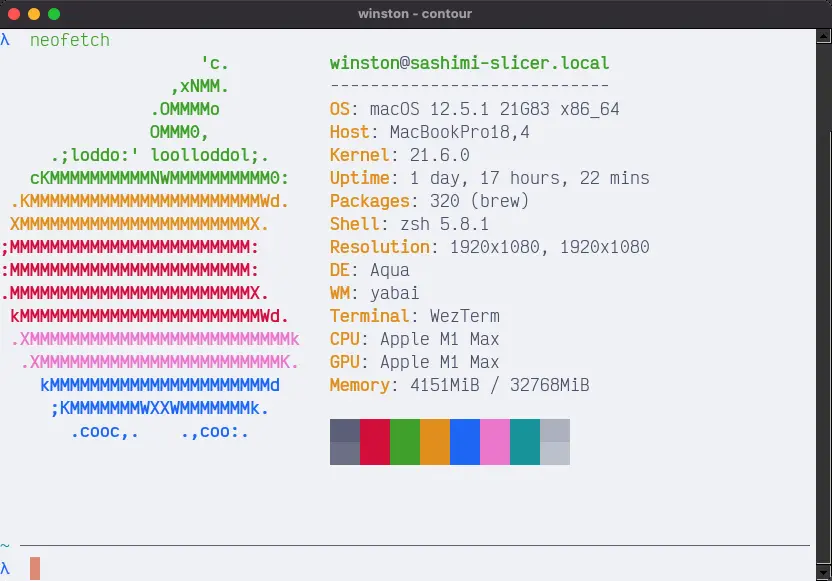 winston - contour
λ neofetch
'c.
,xNMM.
.OMMMMo
OMMM0,
.;loddo:' loolloddol;.
cKMMMMMMMMMMNWMMMMMMMMMM0:
.KMMMMMMMMMMMMMMMMMMMMMMMWd.
XMMMMMMMMMMMMMMMMMMMMMMMX.
;MMMMMMMMMMMMMMMMMMMMMMMM:
:MMMMMMMMMMMMMMMMMMMMMMMM:
.MMMMMMMMMMMMMMMMMMMMMMMMX.
kMMMMMMMMMMMMMMMMMMMMMMMMWd.
.XMMMMMMMMMMMMMMMMMMMMMMMMMMk
.XMMMMMMMMMMMMMMMMMMMMMMMMK.
kMMMMMMMMMMMMMMMMMMMMMMd
;KMMMMMMMWXXWMMMMMMMk.
.cooc,. .,coo:.
winston@sashimi-slicer.local
----------------------------
OS: macOS 12.5.1 21G83 x86_64
Host: MacBookPro18,4
Kernel: 21.6.0
Uptime: 1 day, 17 hours, 22 mins
Packages: 320 (brew)
Shell: zsh 5.8.1
Resolution: 1920x1080, 1920x1080
DE: Aqua
WM: yabai
Terminal: WezTerm
CPU: Apple M1 Max
GPU: Apple M1 Max
Memory: 4151MiB / 32768MiB
~
λ